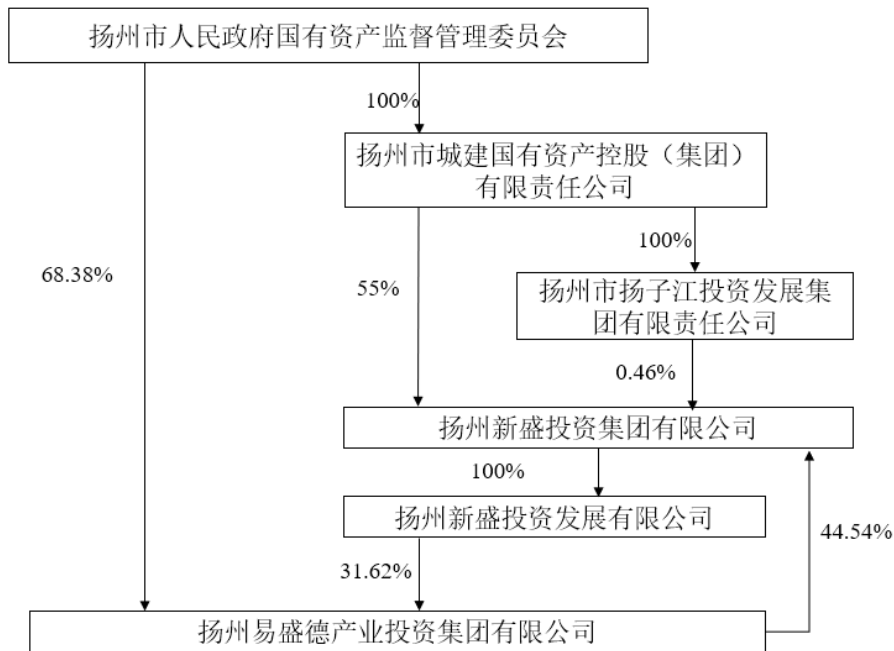 扬州市人民政府国有资产监督管理委员会
100%
扬州市城建国有资产控股（集团）
有限责任公司
100%
68.38%
55%
扬州市扬子江投资发展集
团有限责任公司
0.46%
扬州新盛投资集团有限公司
100%
扬州新盛投资发展有限公司
44.54%
31.62%
扬州易盛德产业投资集团有限公司